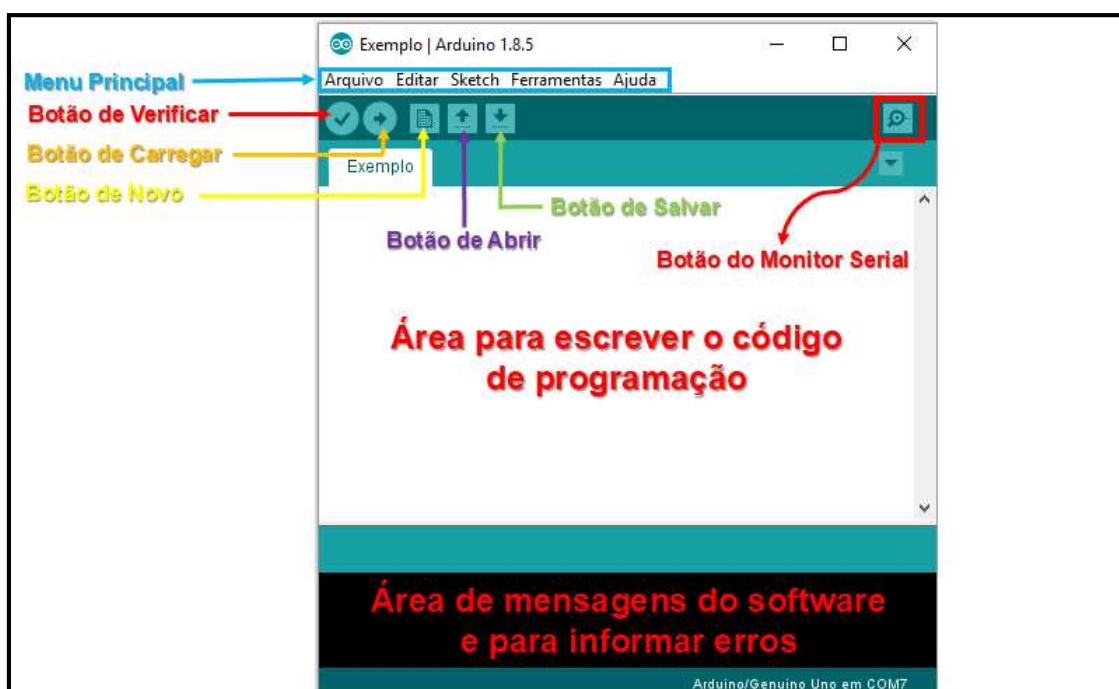 Exemplo | Arduino 1.8.5
Menu Principal
Arquivo Editar Sketch Ferramentas Ajuda
Botão de Verificar
Botão de Carregar
Exemplo
Botão de Novo
Botão de Salvar
Botão de Abrir
Botão do Monitor Serial
Área para escrever o código
de programação
Área de mensagens do software
e para informar erros
Arduino/Genuino Uno em COM7